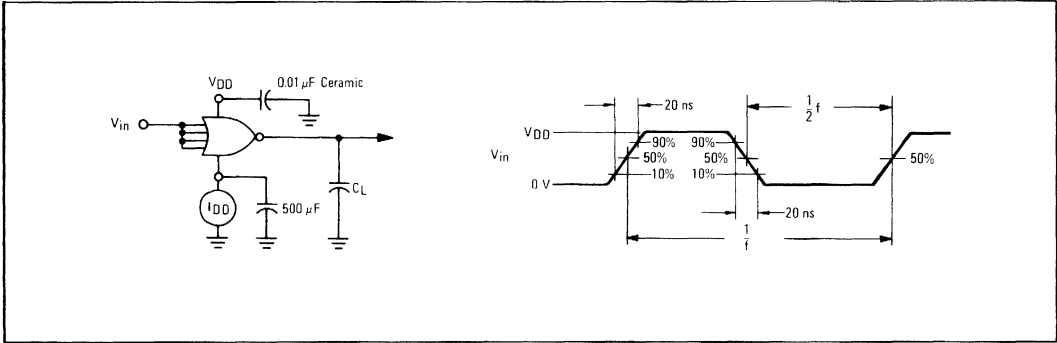 VDD
0.01 µF Ceramic
Vin
IDD
500 µF
CL
20 ns
1
2 f
VDD
90%
90%
Vin
50%
50%
50%
10%
10%
0 V
20 ns
1
f